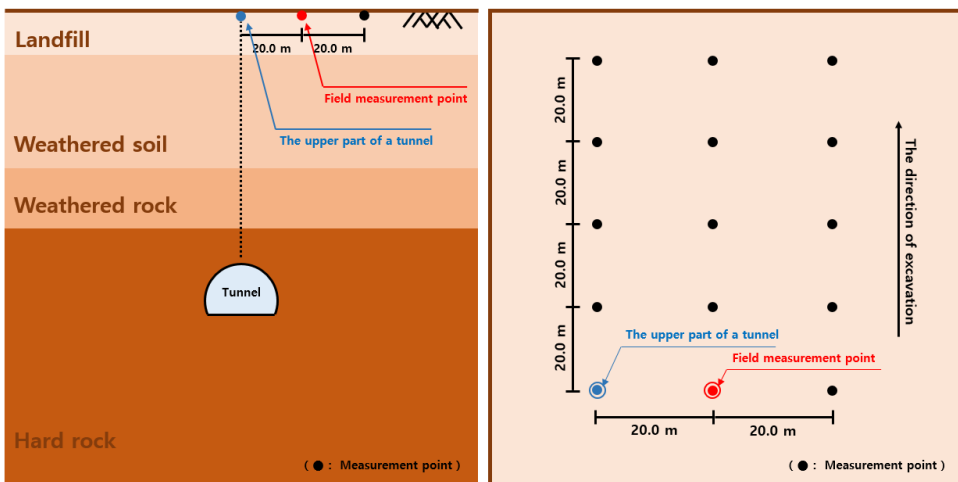 Landfill
20.0 m
20.0 m
Field measurement point
The upper part of a tunnel
Weathered soil
Weathered rock
Tunnel
Hard rock
( ● : Measurement point )
20.0 m
20.0 m
20.0 m
20.0 m
The direction of excavation
The upper part of a tunnel
Field measurement point
20.0 m
20.0 m
( ● : Measurement point )